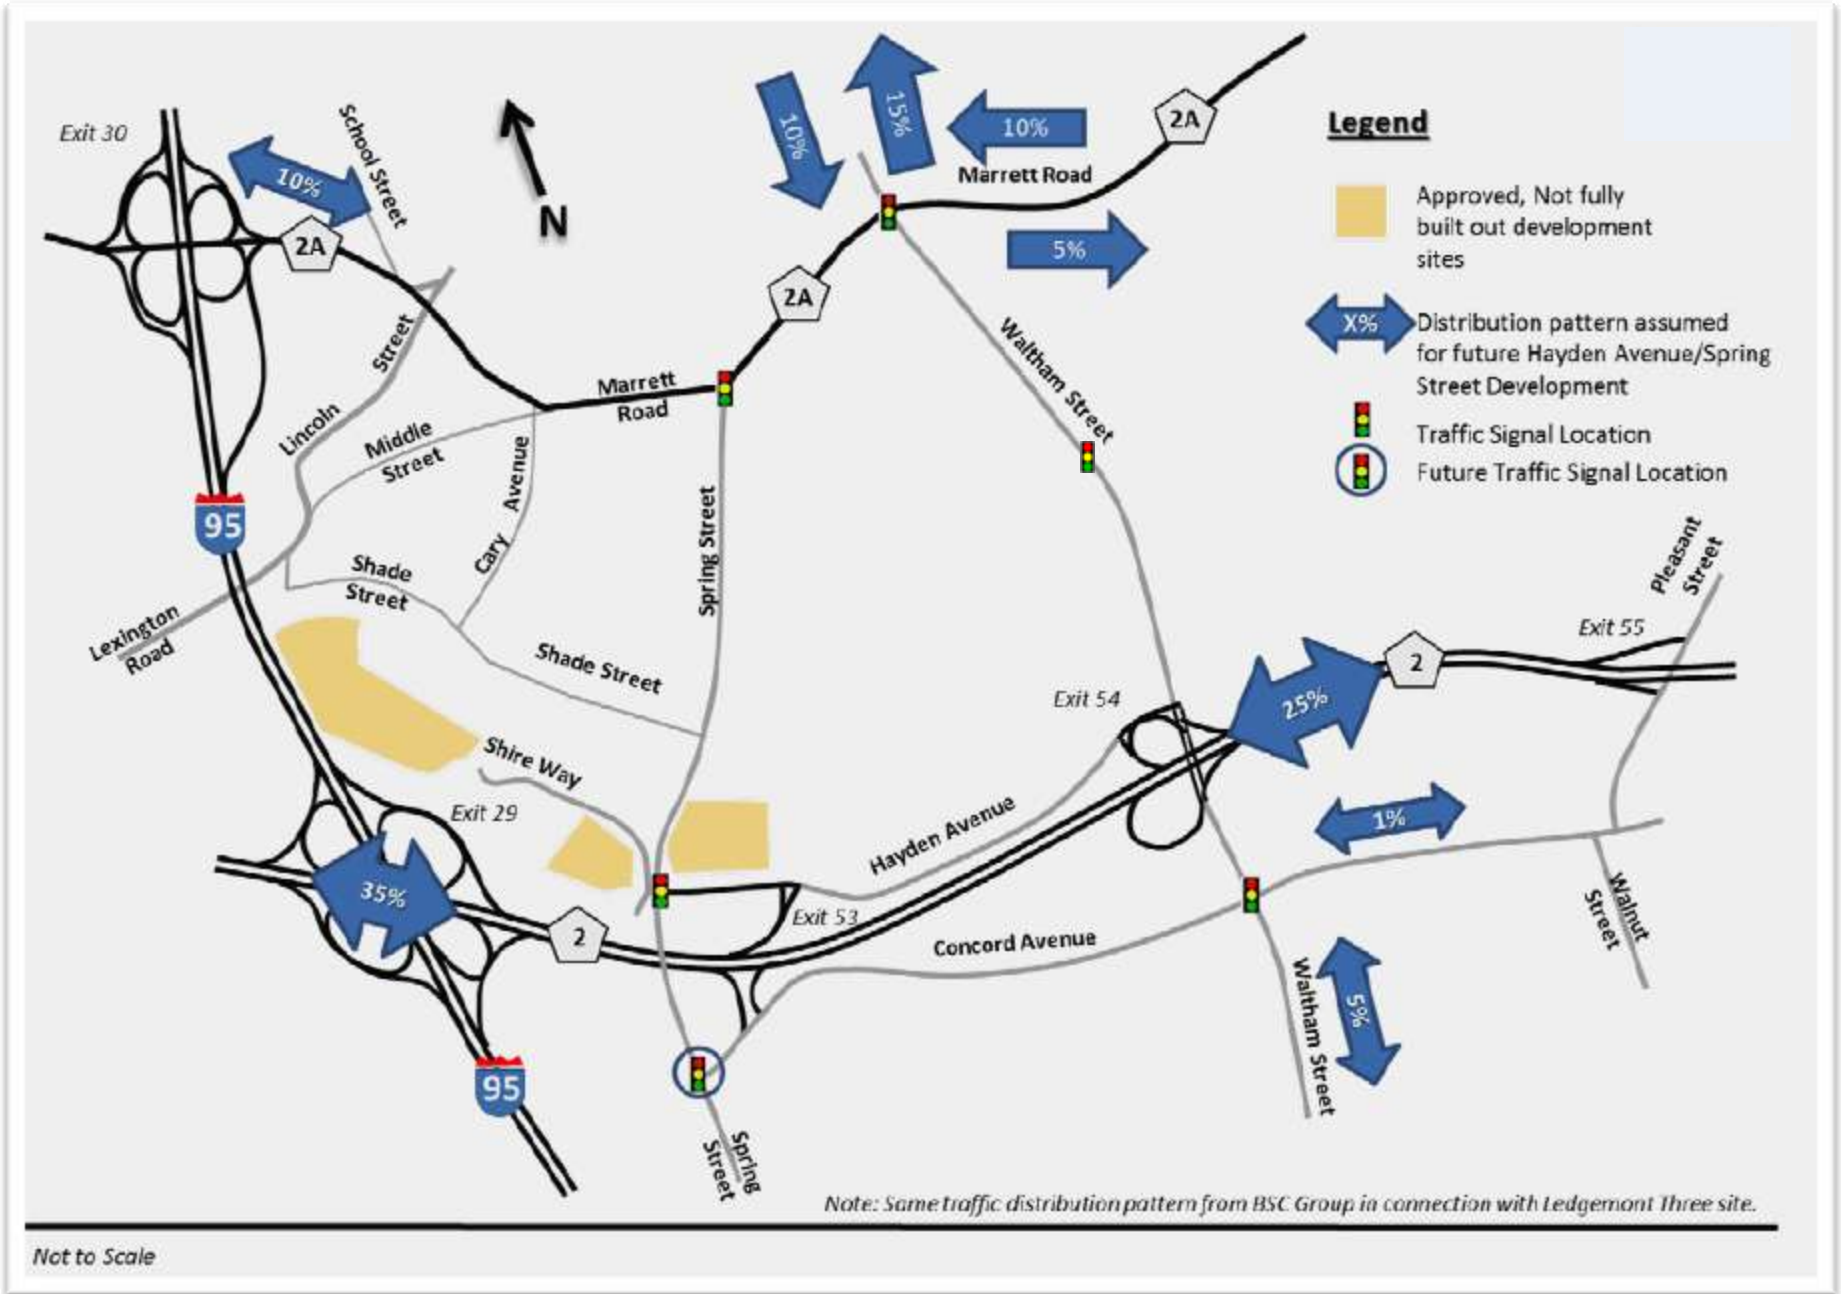 Exit 30
School Street
10%
2A
N
10%
15%
10%
2A
Marrett Road
5%
2A
Legend
Approved, Not fully
built out development
sites
X%
Distribution pattern assumed
for future Hayden Avenue/Spring
Street Development
Traffic Signal Location
Future Traffic Signal Location
Lincoln
Street
Marrett
Road
Middle
Street
Cary
Avenue
Waltham Street
95
Spring Street
Shade
Street
Shade Street
Lexington
Road
Pleasant
Street
Exit 55
2
25%
Exit 54
Shire Way
Exit 29
Hayden Avenue
1%
35%
2
Exit 53
Concord Avenue
Walnut
Street
Waltham Street
5%
95
Spring
Street
Note: Same traffic distribution pattern from BSC Group in connection with Ledgemont Three site.
Not to Scale